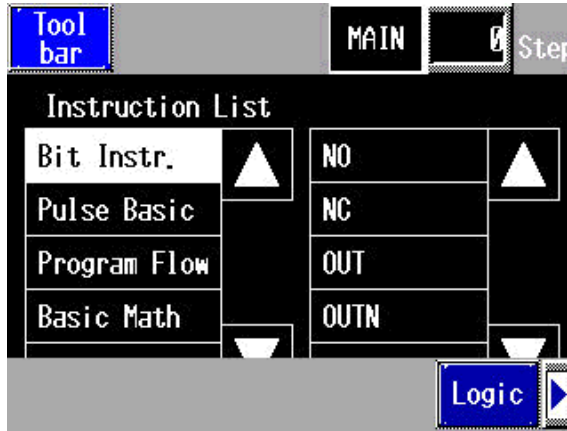 Tool
bar
MAIN
0
Step
Instruction List
Bit Instr.
NO
Pulse Basic
NC
Program Flow
OUT
Basic Math
OUTN
Logic